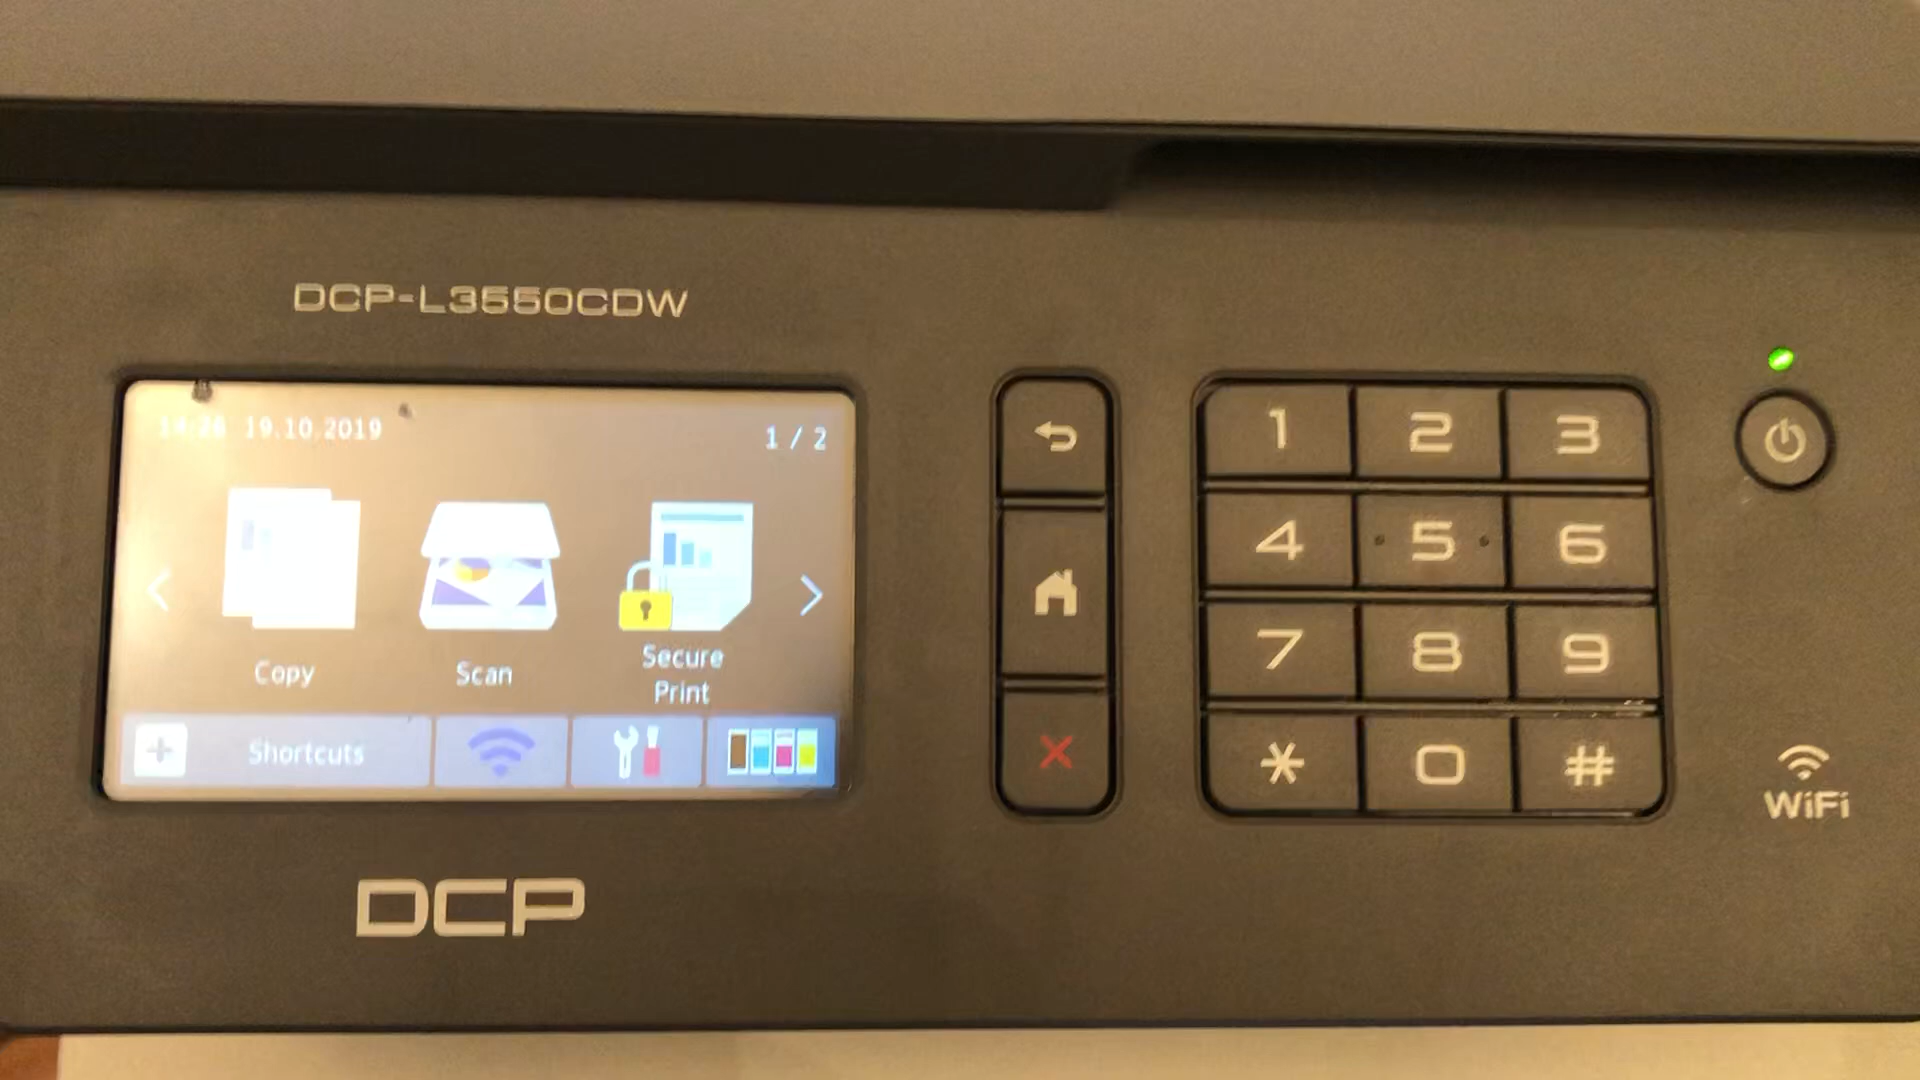 DCP-L3550CDW
19.10.2019
1 / 2
Copy
Scan
Secure
Print
Shortcuts
DCP
1 2 3
4 5 6
7 8 9
* 0 #
WiFi